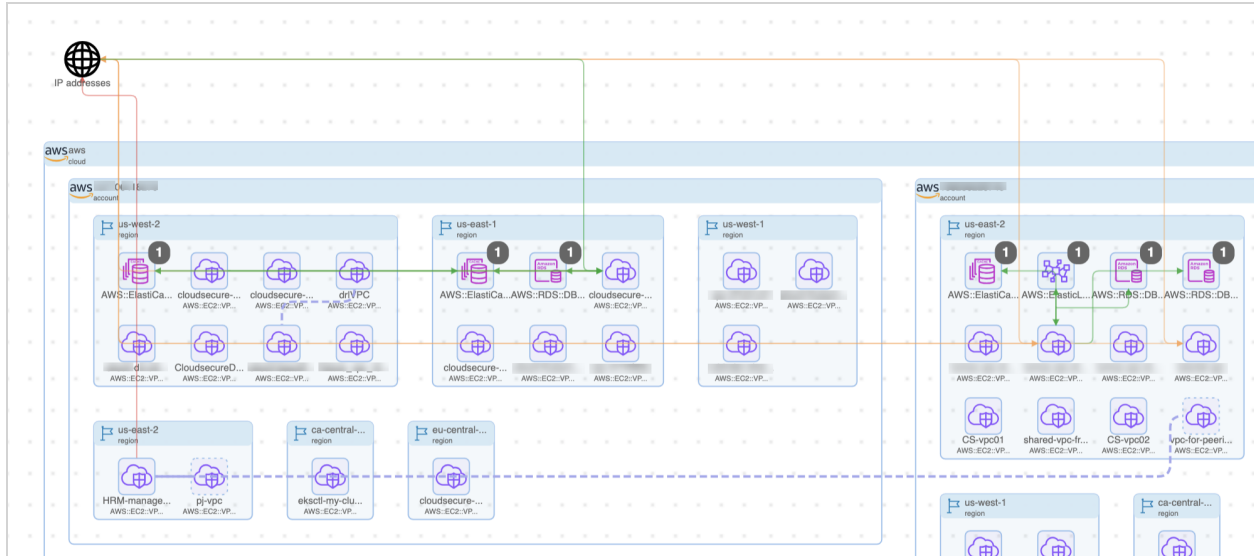 IP addresses
aws aws
cloud
aws
account
aws
account
us-west-2
region
1
AWS::ElastiCa...
cloudsecure-...
AWS::EC2::VP...
cloudsecure-...
AWS::EC2::VP...
drIVPC
AWS::EC2::VP...
AWS::EC2::VP...
CloudsecureD...
AWS::EC2::VP...
AWS::EC2::VP...
AWS::EC2::VP...
us-east-1
region
1
AWS::ElastiCa...
1
Amazon
RDS
AWS::RDS::DB...
cloudsecure-...
AWS::EC2::VP...
cloudsecure-...
AWS::EC2::VP...
AWS::EC2::VP...
AWS::EC2::VP...
us-west-1
region
AWS::EC2::VP...
AWS::EC2::VP...
AWS::EC2::VP...
us-east-2
region
1
AWS::ElastiCa...
1
AWS::ElasticL...
1
Amazon
RDS
AWS::RDS::DB...
1
Amazon
RDS
AWS::RDS::DB...
AWS::EC2::VP...
AWS::EC2::VP...
AWS::EC2::VP...
AWS::EC2::VP...
CS-vpc01
AWS::EC2::VP...
shared-vpc-fr...
AWS::EC2::VP...
CS-vpc02
AWS::EC2::VP...
vpc-for-peeri...
AWS::EC2::VP...
us-east-2
region
HRM-manage...
AWS::EC2::VP...
pj-vpc
AWS::EC2::VP...
ca-central-...
region
eksctl-my-clu...
AWS::EC2::VP...
eu-central-...
region
cloudsecure-...
AWS::EC2::VP...
us-west-1
region
ca-central-...
region